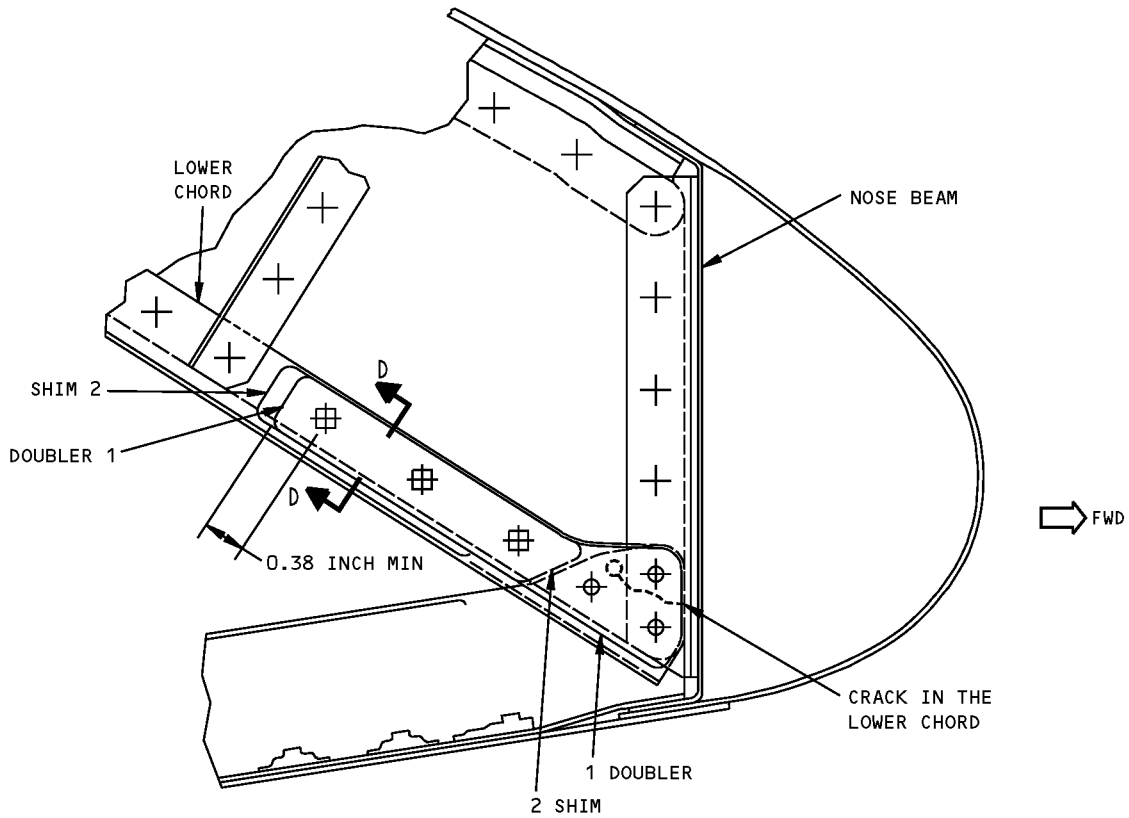 LOWER
CHORD
NOSE BEAM
D
SHIM 2
DOUBLER 1
D
FWD
0.38 INCH MIN
CRACK IN THE
LOWER CHORD
1 DOUBLER
2 SHIM